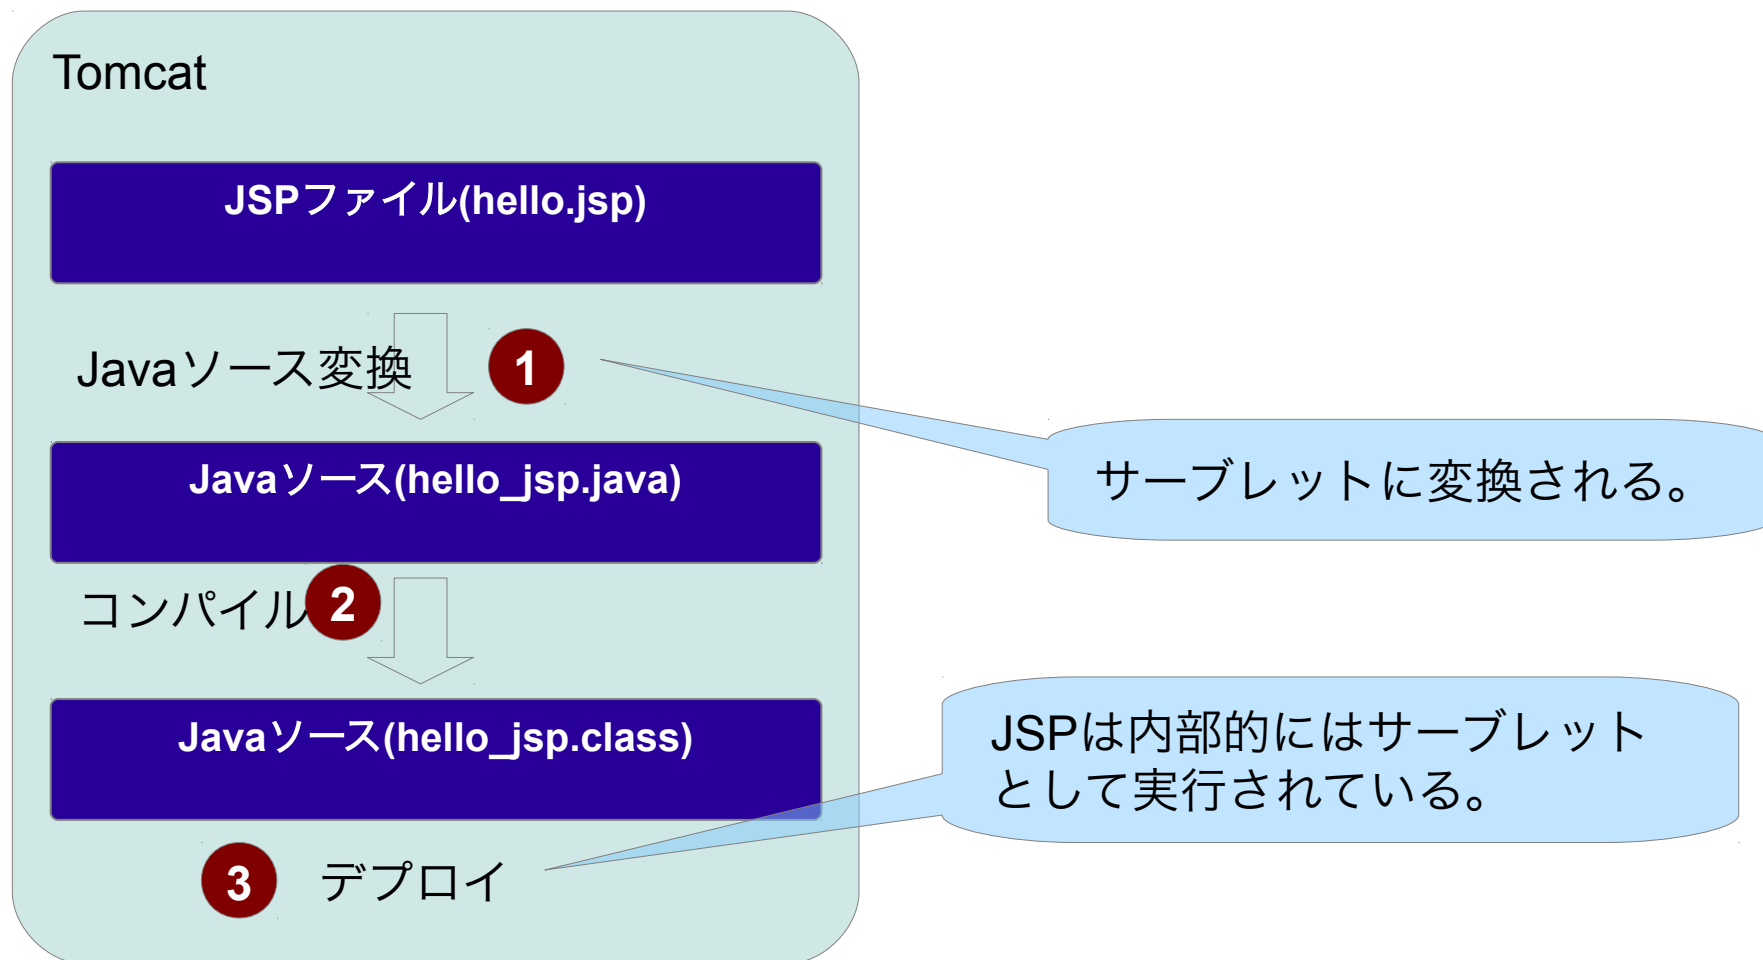 Tomcat
JSPファイル(hello.jsp)
Javaソース変換
1
サーブレットに変換される。
Javaソース(hello_jsp.java)
コンパイル
2
Javaソース(hello_jsp.class)
JSPは内部的にはサーブレット
として実行されている。
3
デプロイ